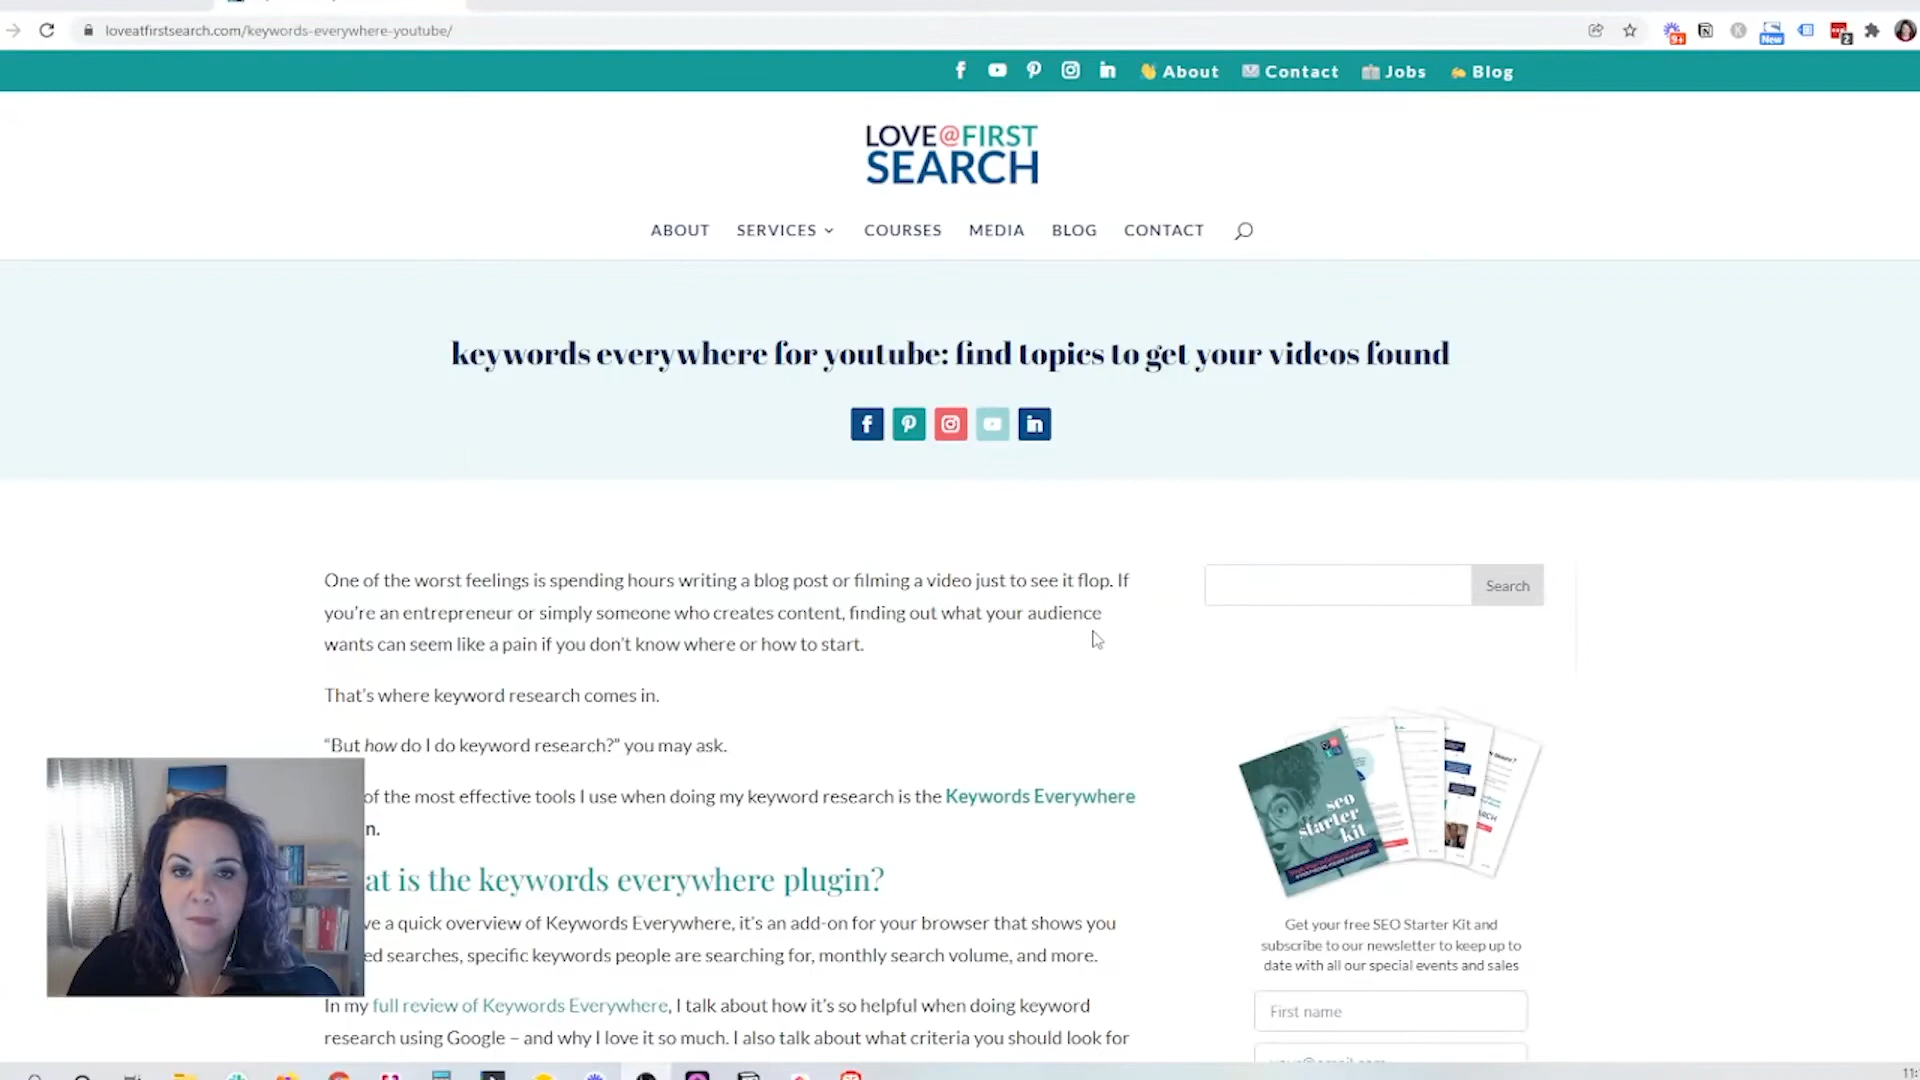 loveatfirstsearch.com/keywords-everywhere-youtube/
9+
New
2
About
Contact
Jobs
Blog
LOVE@FIRST
SEARCH
ABOUT
SERVICES
COURSES
MEDIA
BLOG
CONTACT
keywords everywhere for youtube: find topics to get your videos found
One of the worst feelings is spending hours writing a blog post or filming a video just to see it flop. If
you're an entrepreneur or simply someone who creates content, finding out what your audience
wants can seem like a pain if you don't know where or how to start.
That's where keyword research comes in.
“But how do I do keyword research?” you may ask.
of the most effective tools I use when doing my keyword research is the Keywords Everywhere
n.
at is the keywords everywhere plugin?
ve a quick overview of Keywords Everywhere, it's an add-on for your browser that shows you
ed searches, specific keywords people are searching for, monthly search volume, and more.
In my full review of Keywords Everywhere, I talk about how it's so helpful when doing keyword
research using Google – and why I love it so much. I also talk about what criteria you should look for
Search
seo
starter
kit
Get your free SEO Starter Kit and
subscribe to our newsletter to keep up to
date with all our special events and sales
First name
11: